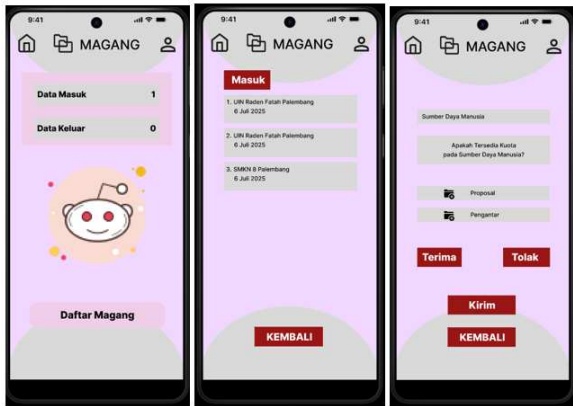 9:41
MAGANG
Data Masuk 1
Data Keluar 0
Daftar Magang
9:41
MAGANG
Masuk
1. UIN Raden Fatah Palembang
6 Juli 2025
2. UIN Raden Fatah Palembang
6 Juli 2025
3. SMKN 8 Palembang
6 Juli 2025
KEMBALI
9:41
MAGANG
Sumber Daya Manusia
Apakah Tersedia Kuota
pada Sumber Daya Manusia?
Proposal
Pengantar
Terima Tolak
Kirim
KEMBALI